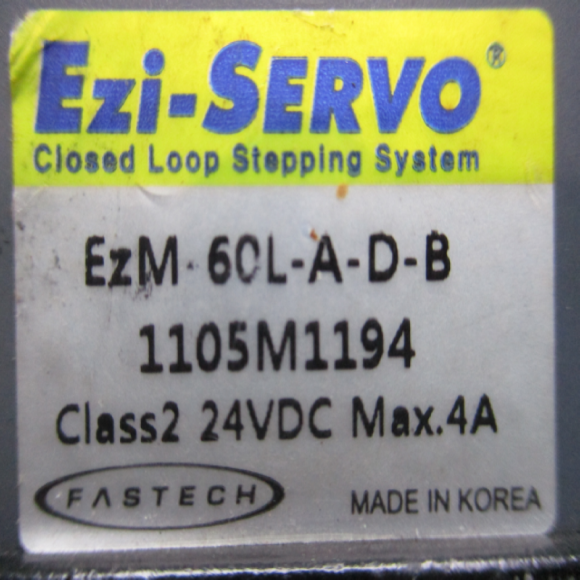 Ezi-SERVO®
Closed Loop Stepping System
EzM-60L-A-D-B
1105M1194
Class2 24VDC Max.4A
FASTECH
MADE IN KOREA